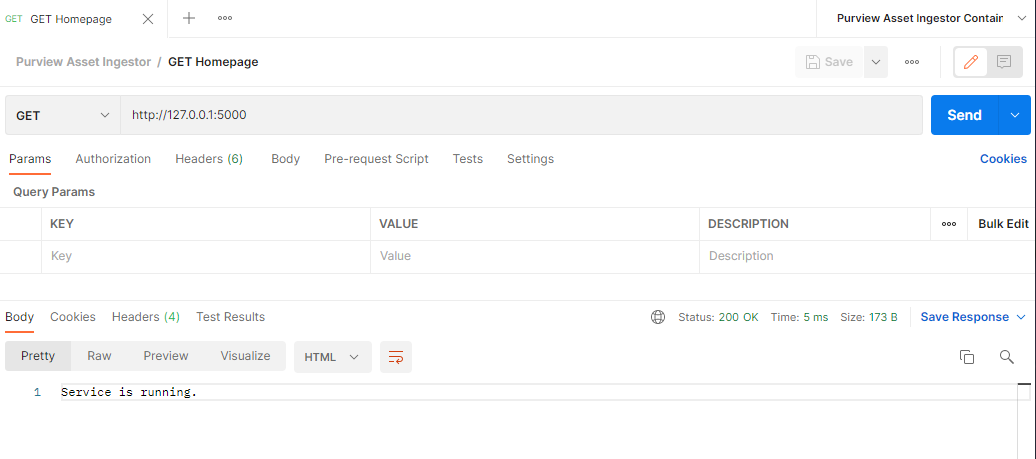 GET GET Homepage
Purview Asset Ingestor Contair
Purview Asset Ingestor / GET Homepage
Save
GET http://127.0.0.1:5000 Send
Params Authorization Headers (6) Body Pre-request Script Tests Settings Cookies
Query Params
KEY VALUE DESCRIPTION Bulk Edit
Key Value Description
Body Cookies Headers (4) Test Results Status: 200 OK Time: 5 ms Size: 173 B Save Response
Pretty Raw Preview Visualize HTML
1 Service is running.